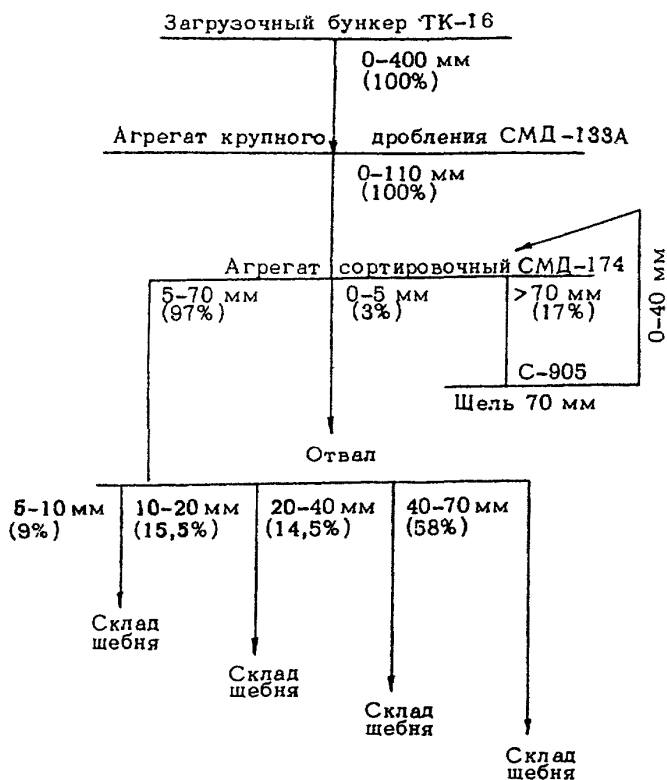 Загрузочный бункер ТК-16
0-400 мм
(100%)
Агрегат крупного дробления СМД-133А
0-110 мм
(100%)
Агрегат сортировочный СМД-174
5-70 мм
(97%)
0-5 мм
(3%)
>70 мм
(17%)
0-40 мм
С-905
Щель 70 мм
Отвал
5-10 мм
(9%)
10-20 мм
(15,5%)
20-40 мм
(14,5%)
40-70 мм
(58%)
Склад
щебня
Склад
щебня
Склад
щебня
Склад
щебня